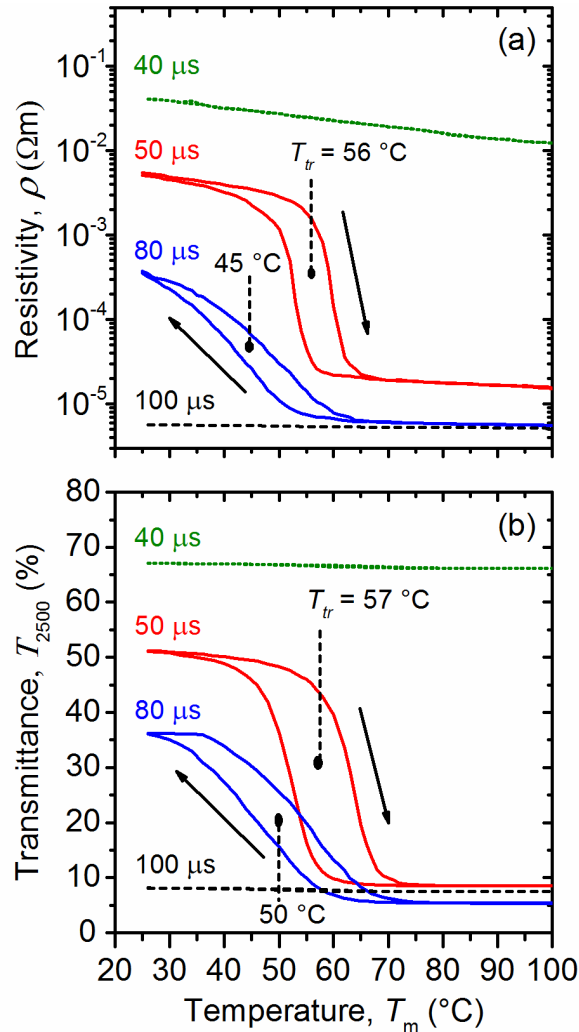 (a)
10⁻¹
10⁻²
10⁻³
10⁻⁴
10⁻⁵
Resistivity, ρ (Ωm)
40 μs
50 μs
T_tr = 56 °C
80 μs
45 °C
100 μs
(b)
80
70
60
50
40
30
20
10
0
Transmittance, T_2500 (%)
40 μs
50 μs
T_tr = 57 °C
80 μs
100 μs
50 °C
20 30 40 50 60 70 80 90 100
Temperature, T_m (°C)